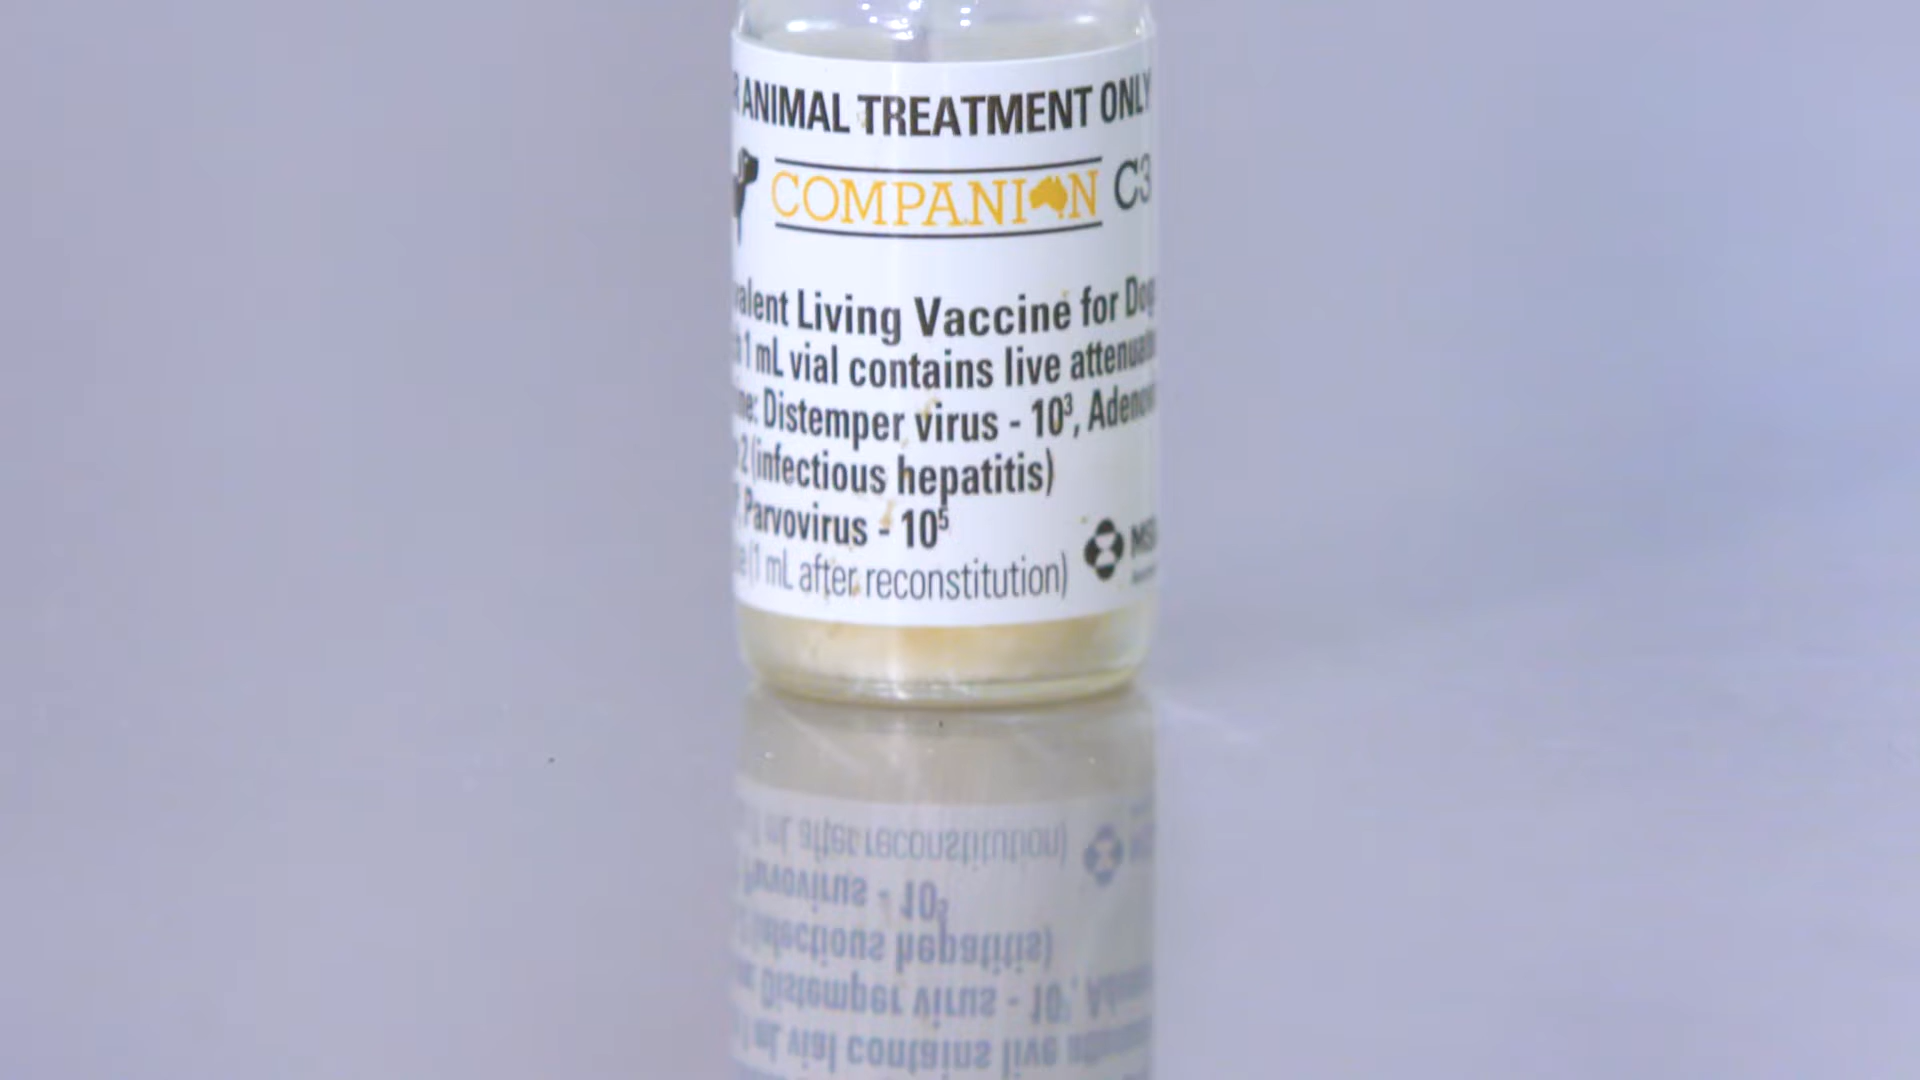 ANIMAL TREATMENT ONLY
COMPANION C3
Living Vaccine for
1 mL vial contains live
Distemper virus - 10³,
2 (infectious hepatitis)
Parvovirus - 10⁵
(1 mL after reconstitution)